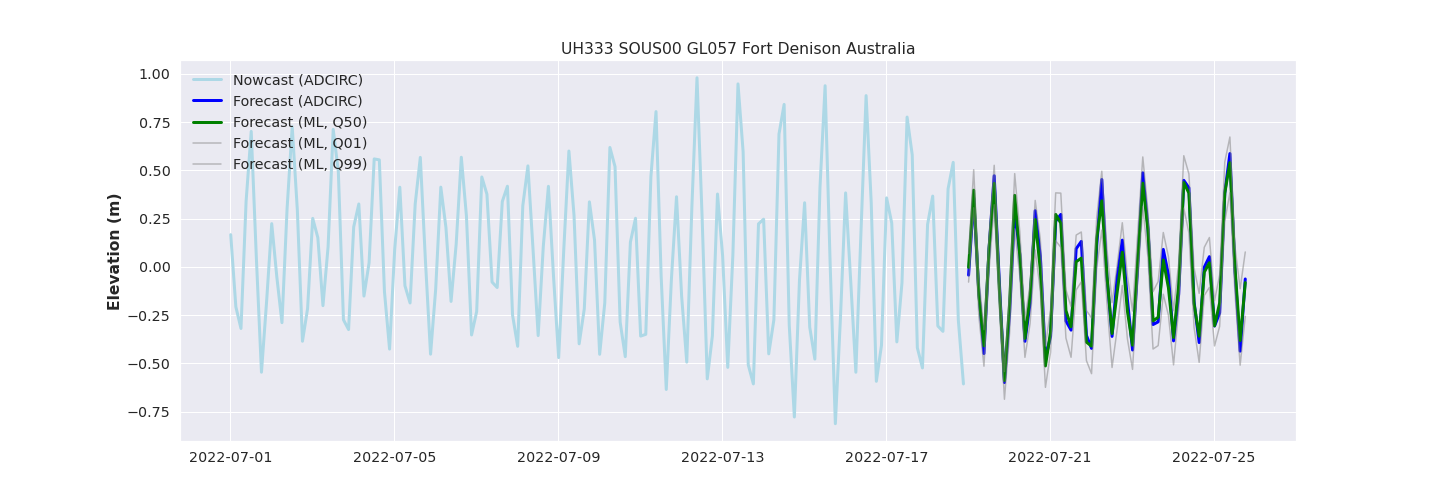 UH333 SOUS00 GL057 Fort Denison Australia
Nowcast (ADCIRC)
Forecast (ADCIRC)
Forecast (ML, Q50)
Forecast (ML, Q01)
Forecast (ML, Q99)
Elevation (m)
1.00
0.75
0.50
0.25
0.00
−0.25
−0.50
−0.75
2022-07-01 2022-07-05 2022-07-09 2022-07-13 2022-07-17 2022-07-21 2022-07-25